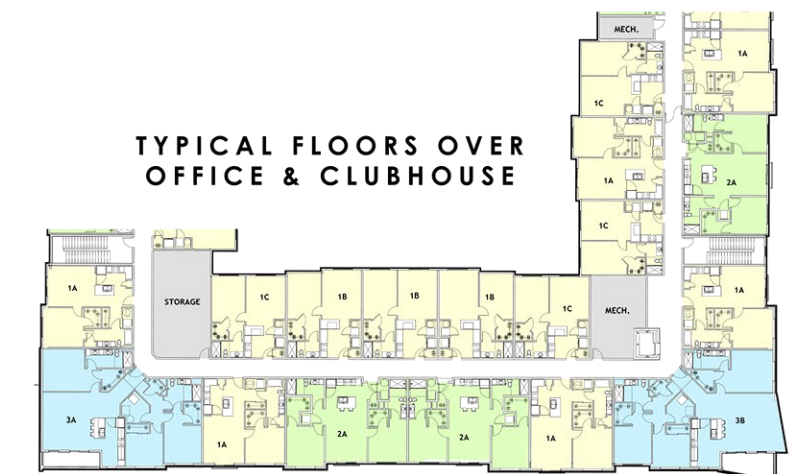 MECH.
1A
1C
TYPICAL FLOORS OVER
OFFICE & CLUBHOUSE
1A
2A
1C
1A
STORAGE
1C
1B
1B
1B
1C
MECH.
1A
3A
1A
2A
2A
1A
3B